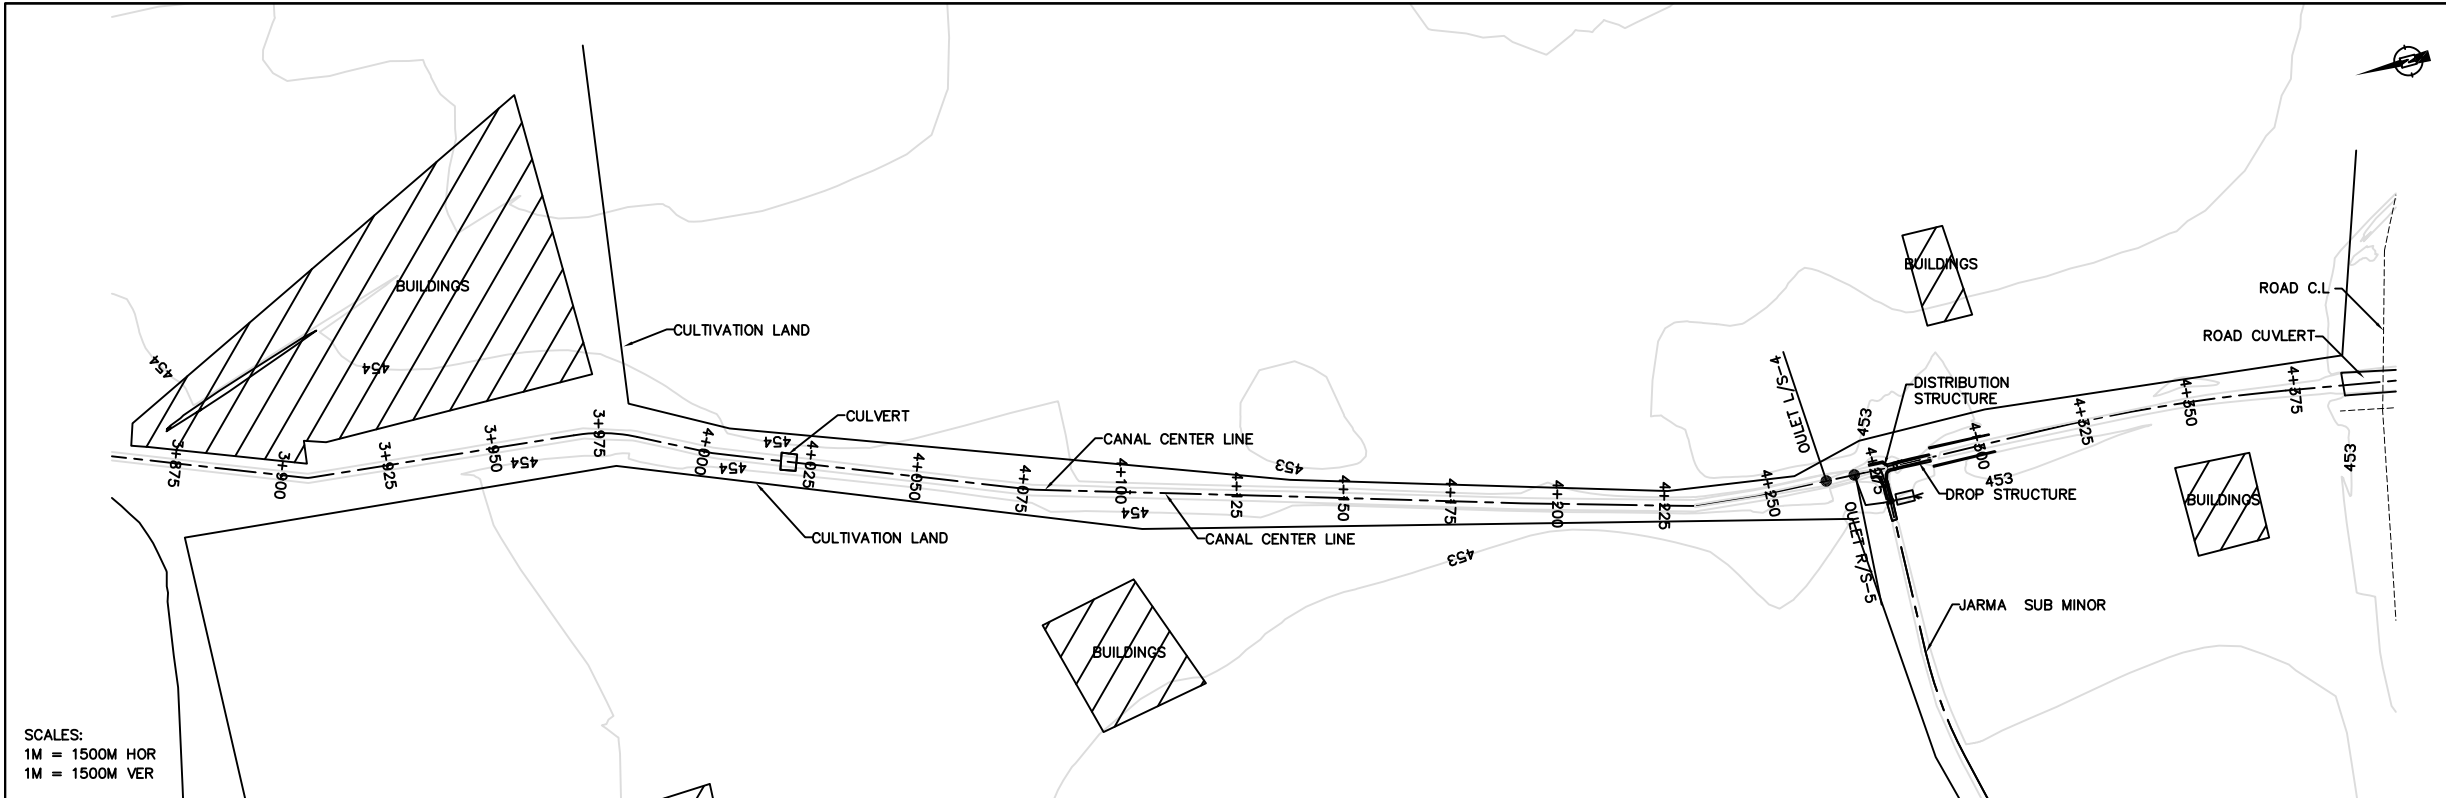 BUILDINGS
454
454
CULTIVATION LAND
3+875
3+900
3+925
3+950
454
3+975
4+000
454
454
CULVERT
4+025
4+050
4+075
CANAL CENTER LINE
4+100
454
4+125
453
4+150
4+175
4+200
4+225
4+250
CULTIVATION LAND
CANAL CENTER LINE
453
BUILDINGS
OULET L/S-4
453
BUILDINGS
DISTRIBUTION
STRUCTURE
4+300
453
DROP STRUCTURE
OULET R/S-5
JARMA SUB MINOR
4+325
4+350
4+375
ROAD C.L
ROAD CUVLERT
453
BUILDINGS
SCALES:
1M = 1500M HOR
1M = 1500M VER